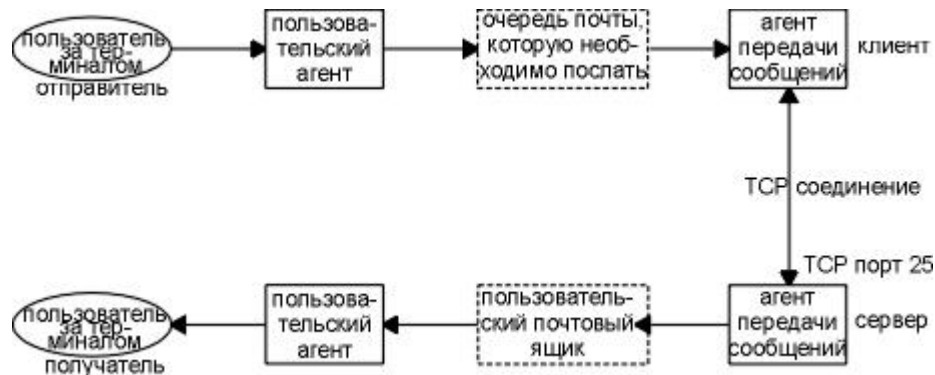 пользователь
за тер-
миналом
отправитель
пользова-
тельский
агент
очередь почты,
которую необ-
ходимо послать
агент
передачи
сообщений
клиент
TCP соединение
TCP порт 25
пользователь
за тер-
миналом
получатель
пользова-
тельский
агент
пользователь-
ский почтовый
ящик
агент
передачи
сообщений
сервер